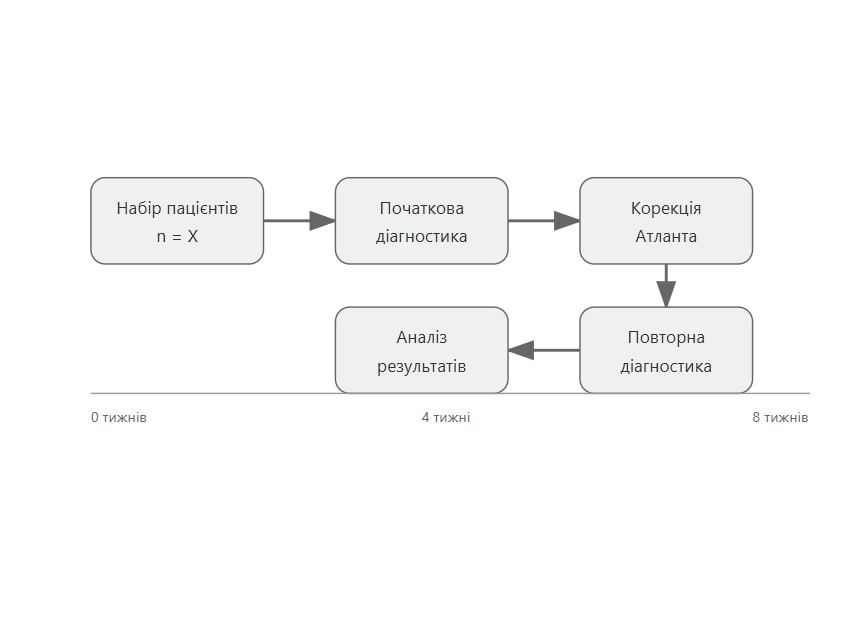 Набір пацієнтів
n = X
Початкова
діагностика
Корекція
Атланта
Повторна
діагностика
Аналіз
результатів
0 тижнів
4 тижні
8 тижнів